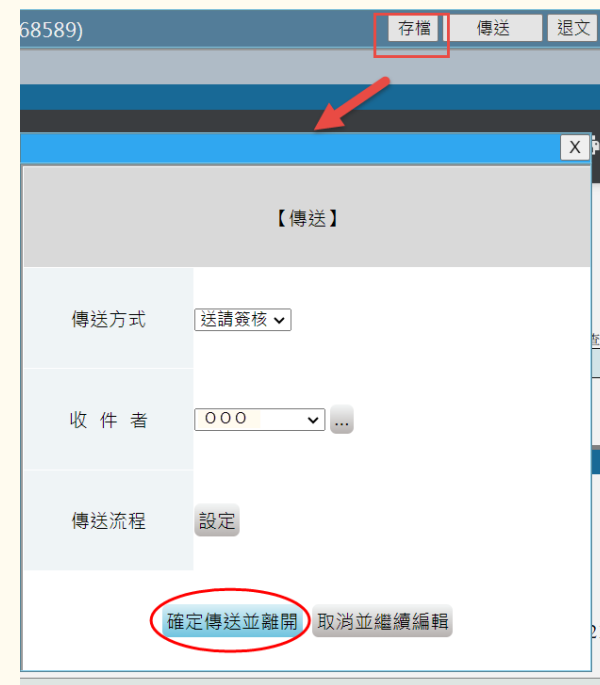 68589)
存檔 傳送 退文
X
【傳送】
傳送方式 送請簽核
收 件 者 OOO ...
傳送流程 設定
確定傳送並離開 取消並繼續編輯